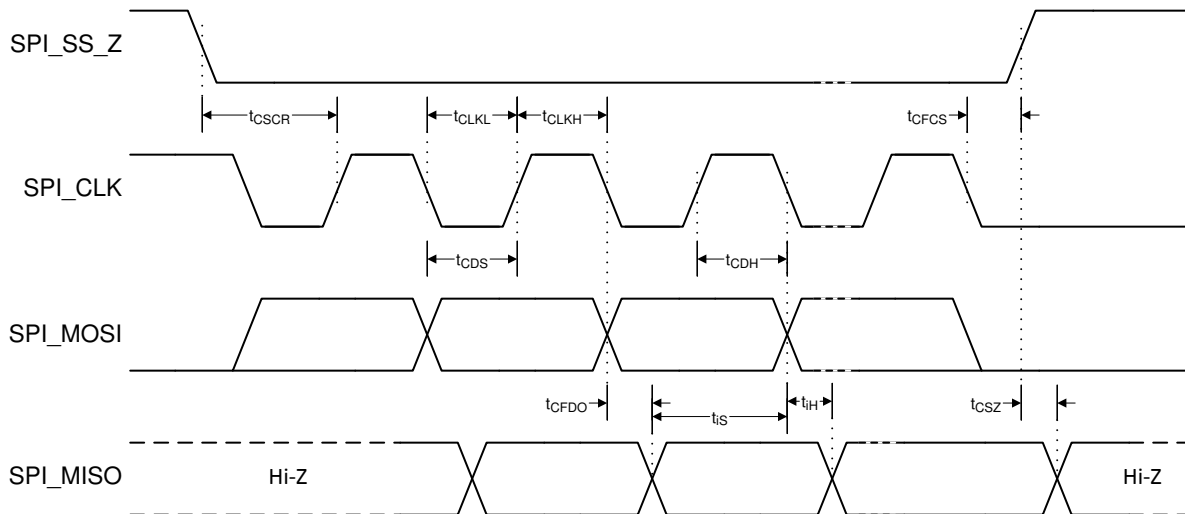 SPI_SS_Z
tCSCR
tCLKL
tCLKH
tCFCS
SPI_CLK
tCDS
tCDH
SPI_MOSI
tCFDO
tiS
tiH
tCSZ
SPI_MISO
Hi-Z
Hi-Z